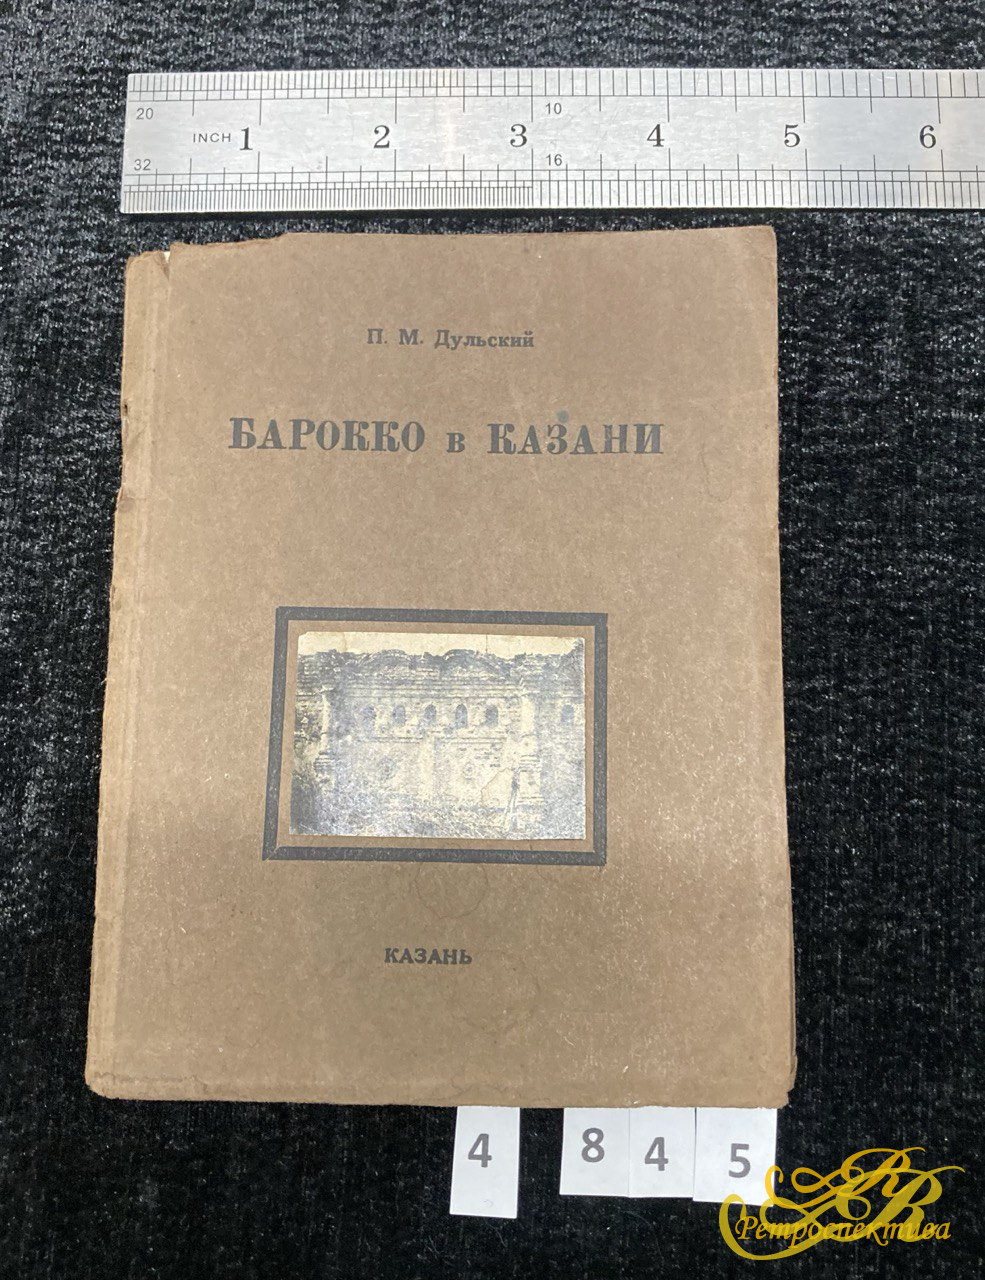 20 10
INCH 1 2 3 4 5 6
32 16
П. М. Дульский
БАРОККО в КАЗАНИ
КАЗАНЬ
4 8 4 5
ARR
Ретроспектива